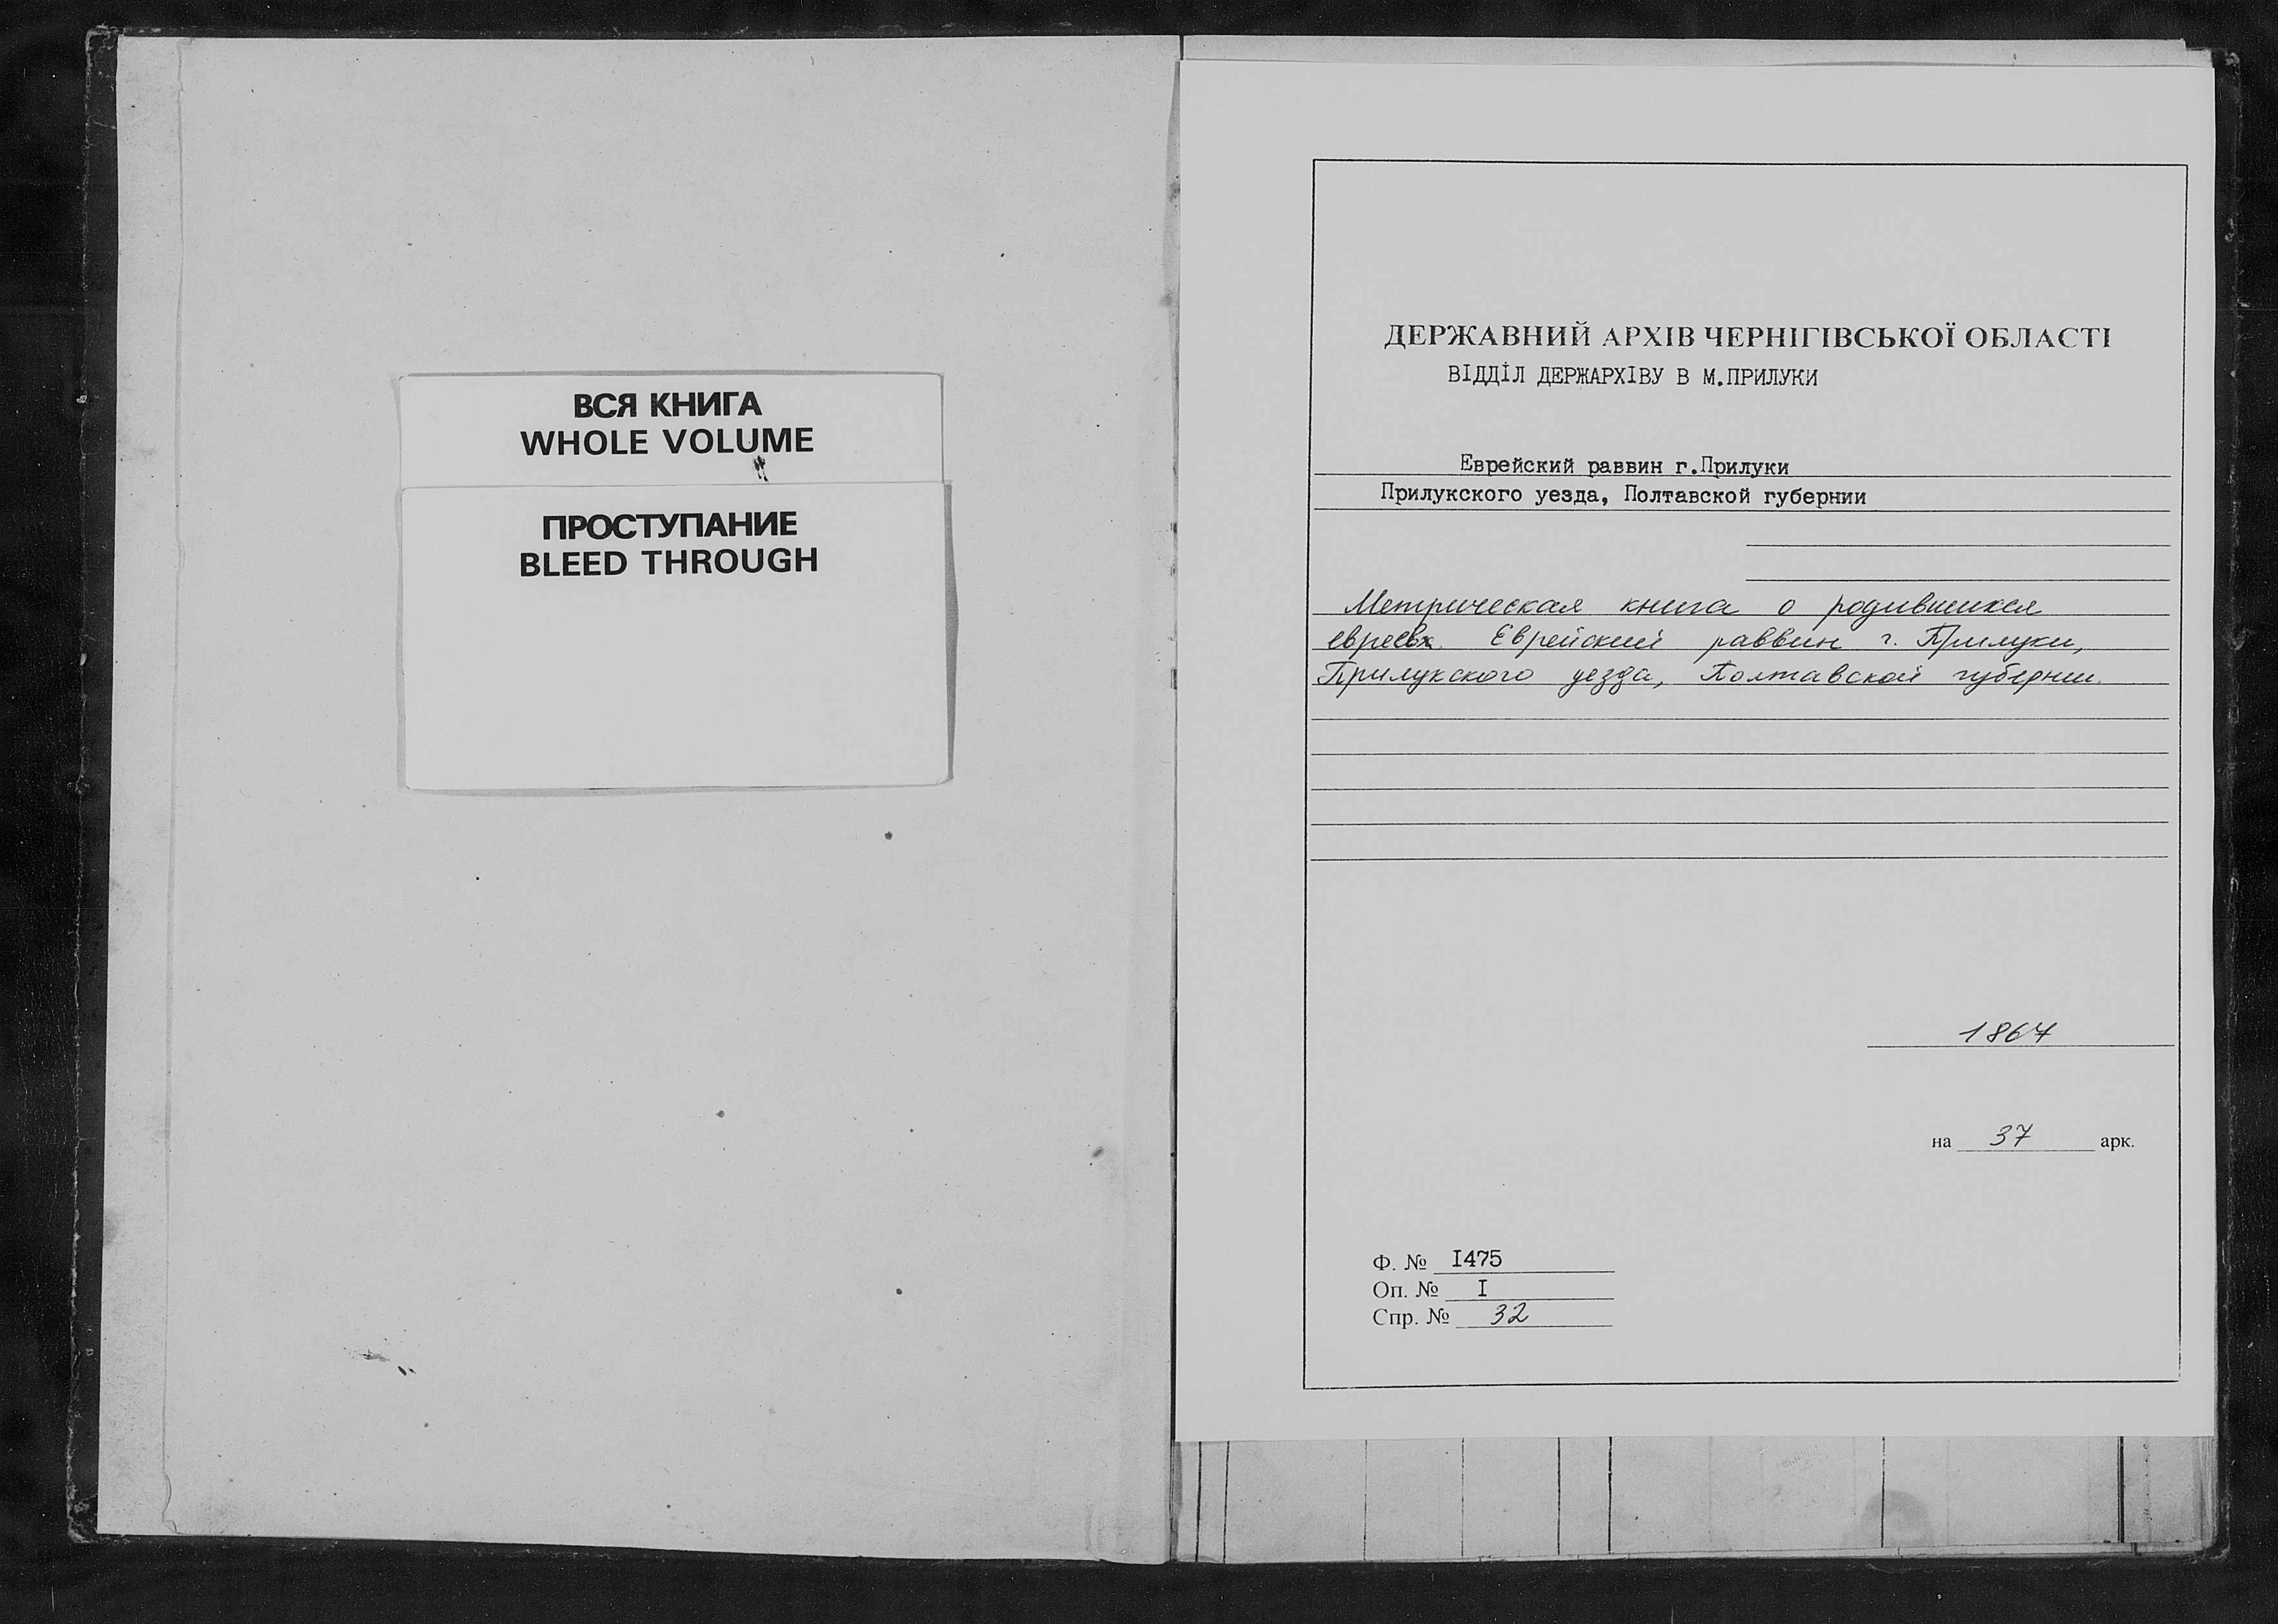 ВСЯ КНИГА
WHOLE VOLUME
ПРОСТУПАНИЕ
BLEED THROUGH
ДЕРЖАВНИЙ АРХІВ ЧЕРНІГІВСЬКОЇ ОБЛАСТІ
ВІДДІЛ ДЕРЖАРХІВУ В М.ПРИЛУКИ
Еврейский раввин г.Прилуки
Прилукского уезда, Полтавской губернии
Метрическая книга о родившихся
евреях. Еврейский раввин г. Прилуки,
Прилукского уезда, Полтавской губернии.
1867
на 37 арк.
Ф. № I475
Оп. № I
Спр. № 32